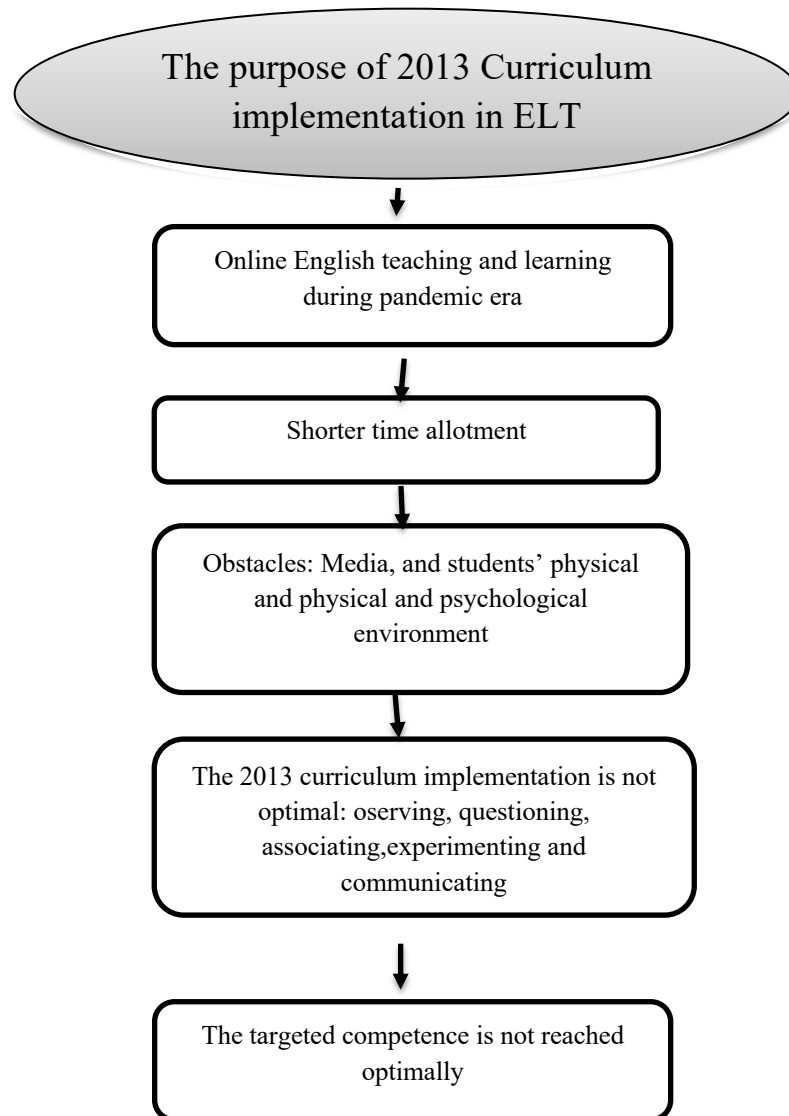 The purpose of 2013 Curriculum
implementation in ELT
Online English teaching and learning
during pandemic era
Shorter time allotment
Obstacles: Media, and students’ physical
and physical and psychological
environment
The 2013 curriculum implementation is not
optimal: oserving, questioning,
associating,experimenting and
communicating
The targeted competence is not reached
optimally